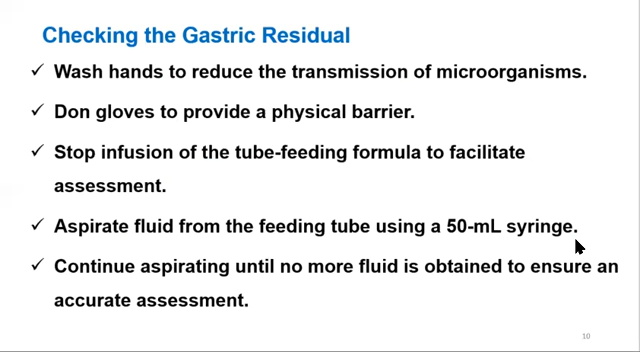 Checking the Gastric Residual
✓ Wash hands to reduce the transmission of microorganisms.
✓ Don gloves to provide a physical barrier.
✓ Stop infusion of the tube-feeding formula to facilitate
assessment.
✓ Aspirate fluid from the feeding tube using a 50-mL syringe.
✓ Continue aspirating until no more fluid is obtained to ensure an
accurate assessment.
10